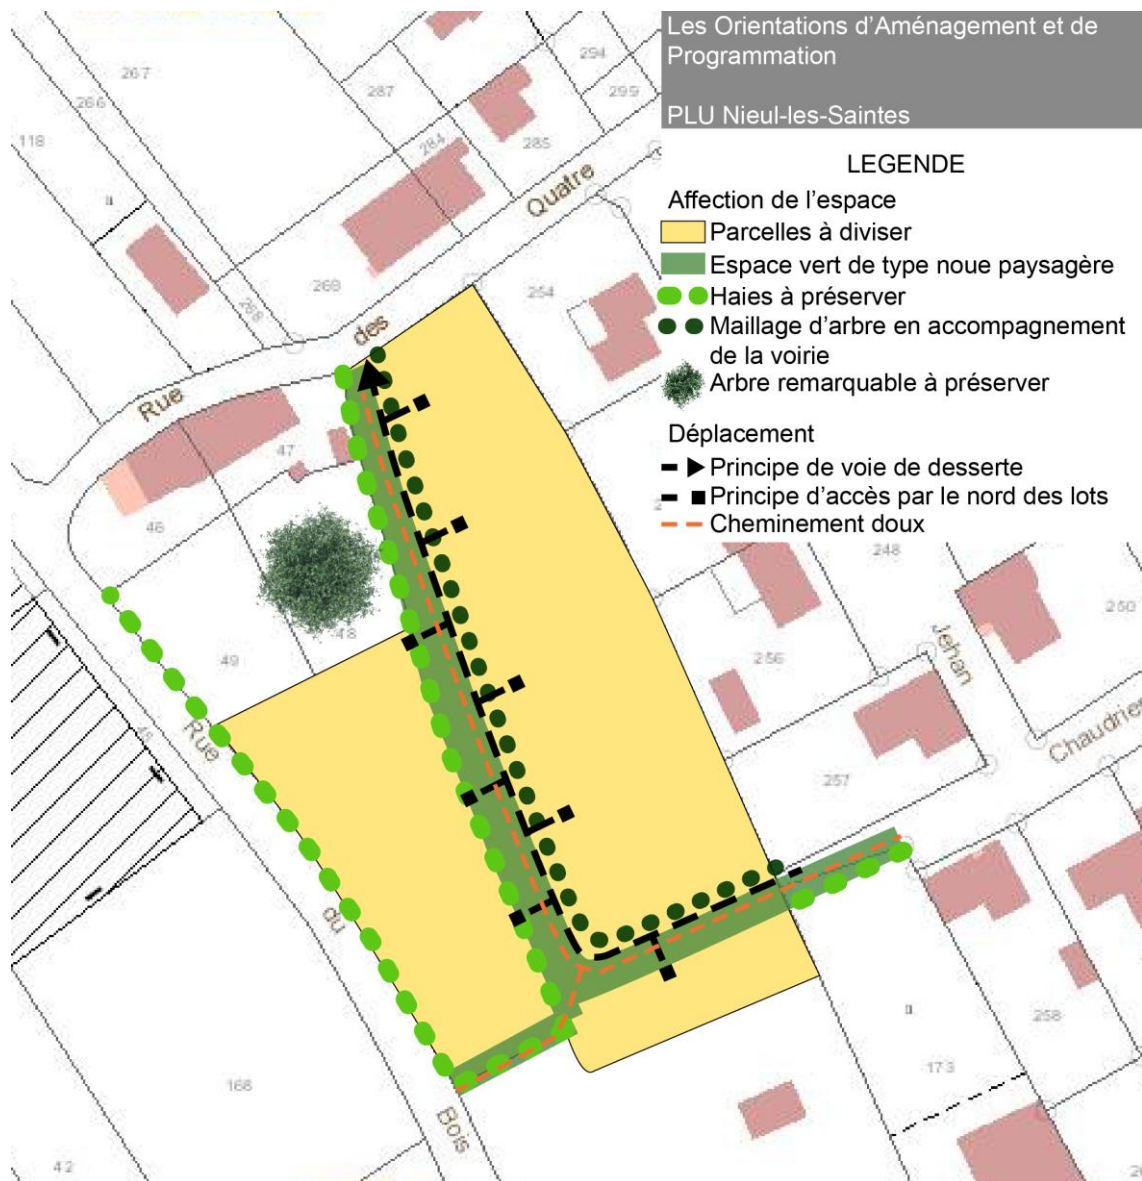 Les Orientations d'Aménagement et de
Programmation
PLU Nieul-les-Saintes
LEGENDE
Affection de l'espace
Parcelles à diviser
Espace vert de type noue paysagère
Haies à préserver
Maillage d'arbre en accompagnement
de la voirie
Arbre remarquable à préserver
Déplacement
Principe de voie de desserte
Principe d'accès par le nord des lots
Cheminement doux
267
266
118
287
294
299
284
285
Quatre
268
268
254
des
Rue
47
46
48
49
48
Rue
248
250
256
Jehan
Chaudrier
257
du
168
258
173
Bois
42